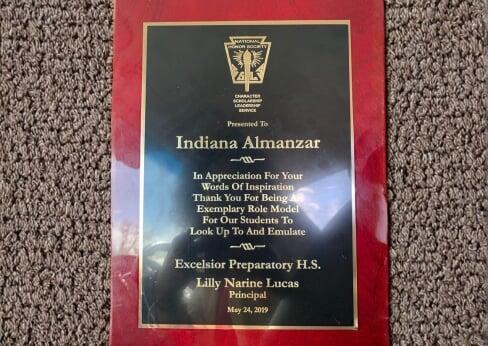 NATIONAL
HONOR SOCIETY
CHARACTER
SCHOLARSHIP
LEADERSHIP
SERVICE
Presented To
Indiana Almanzar
In Appreciation For Your
Words Of Inspiration
Thank You For Being An
Exemplary Role Model
For Our Students To
Look Up To And Emulate
Excelsior Preparatory H.S.
Lilly Narine Lucas
Principal
May 24, 2019